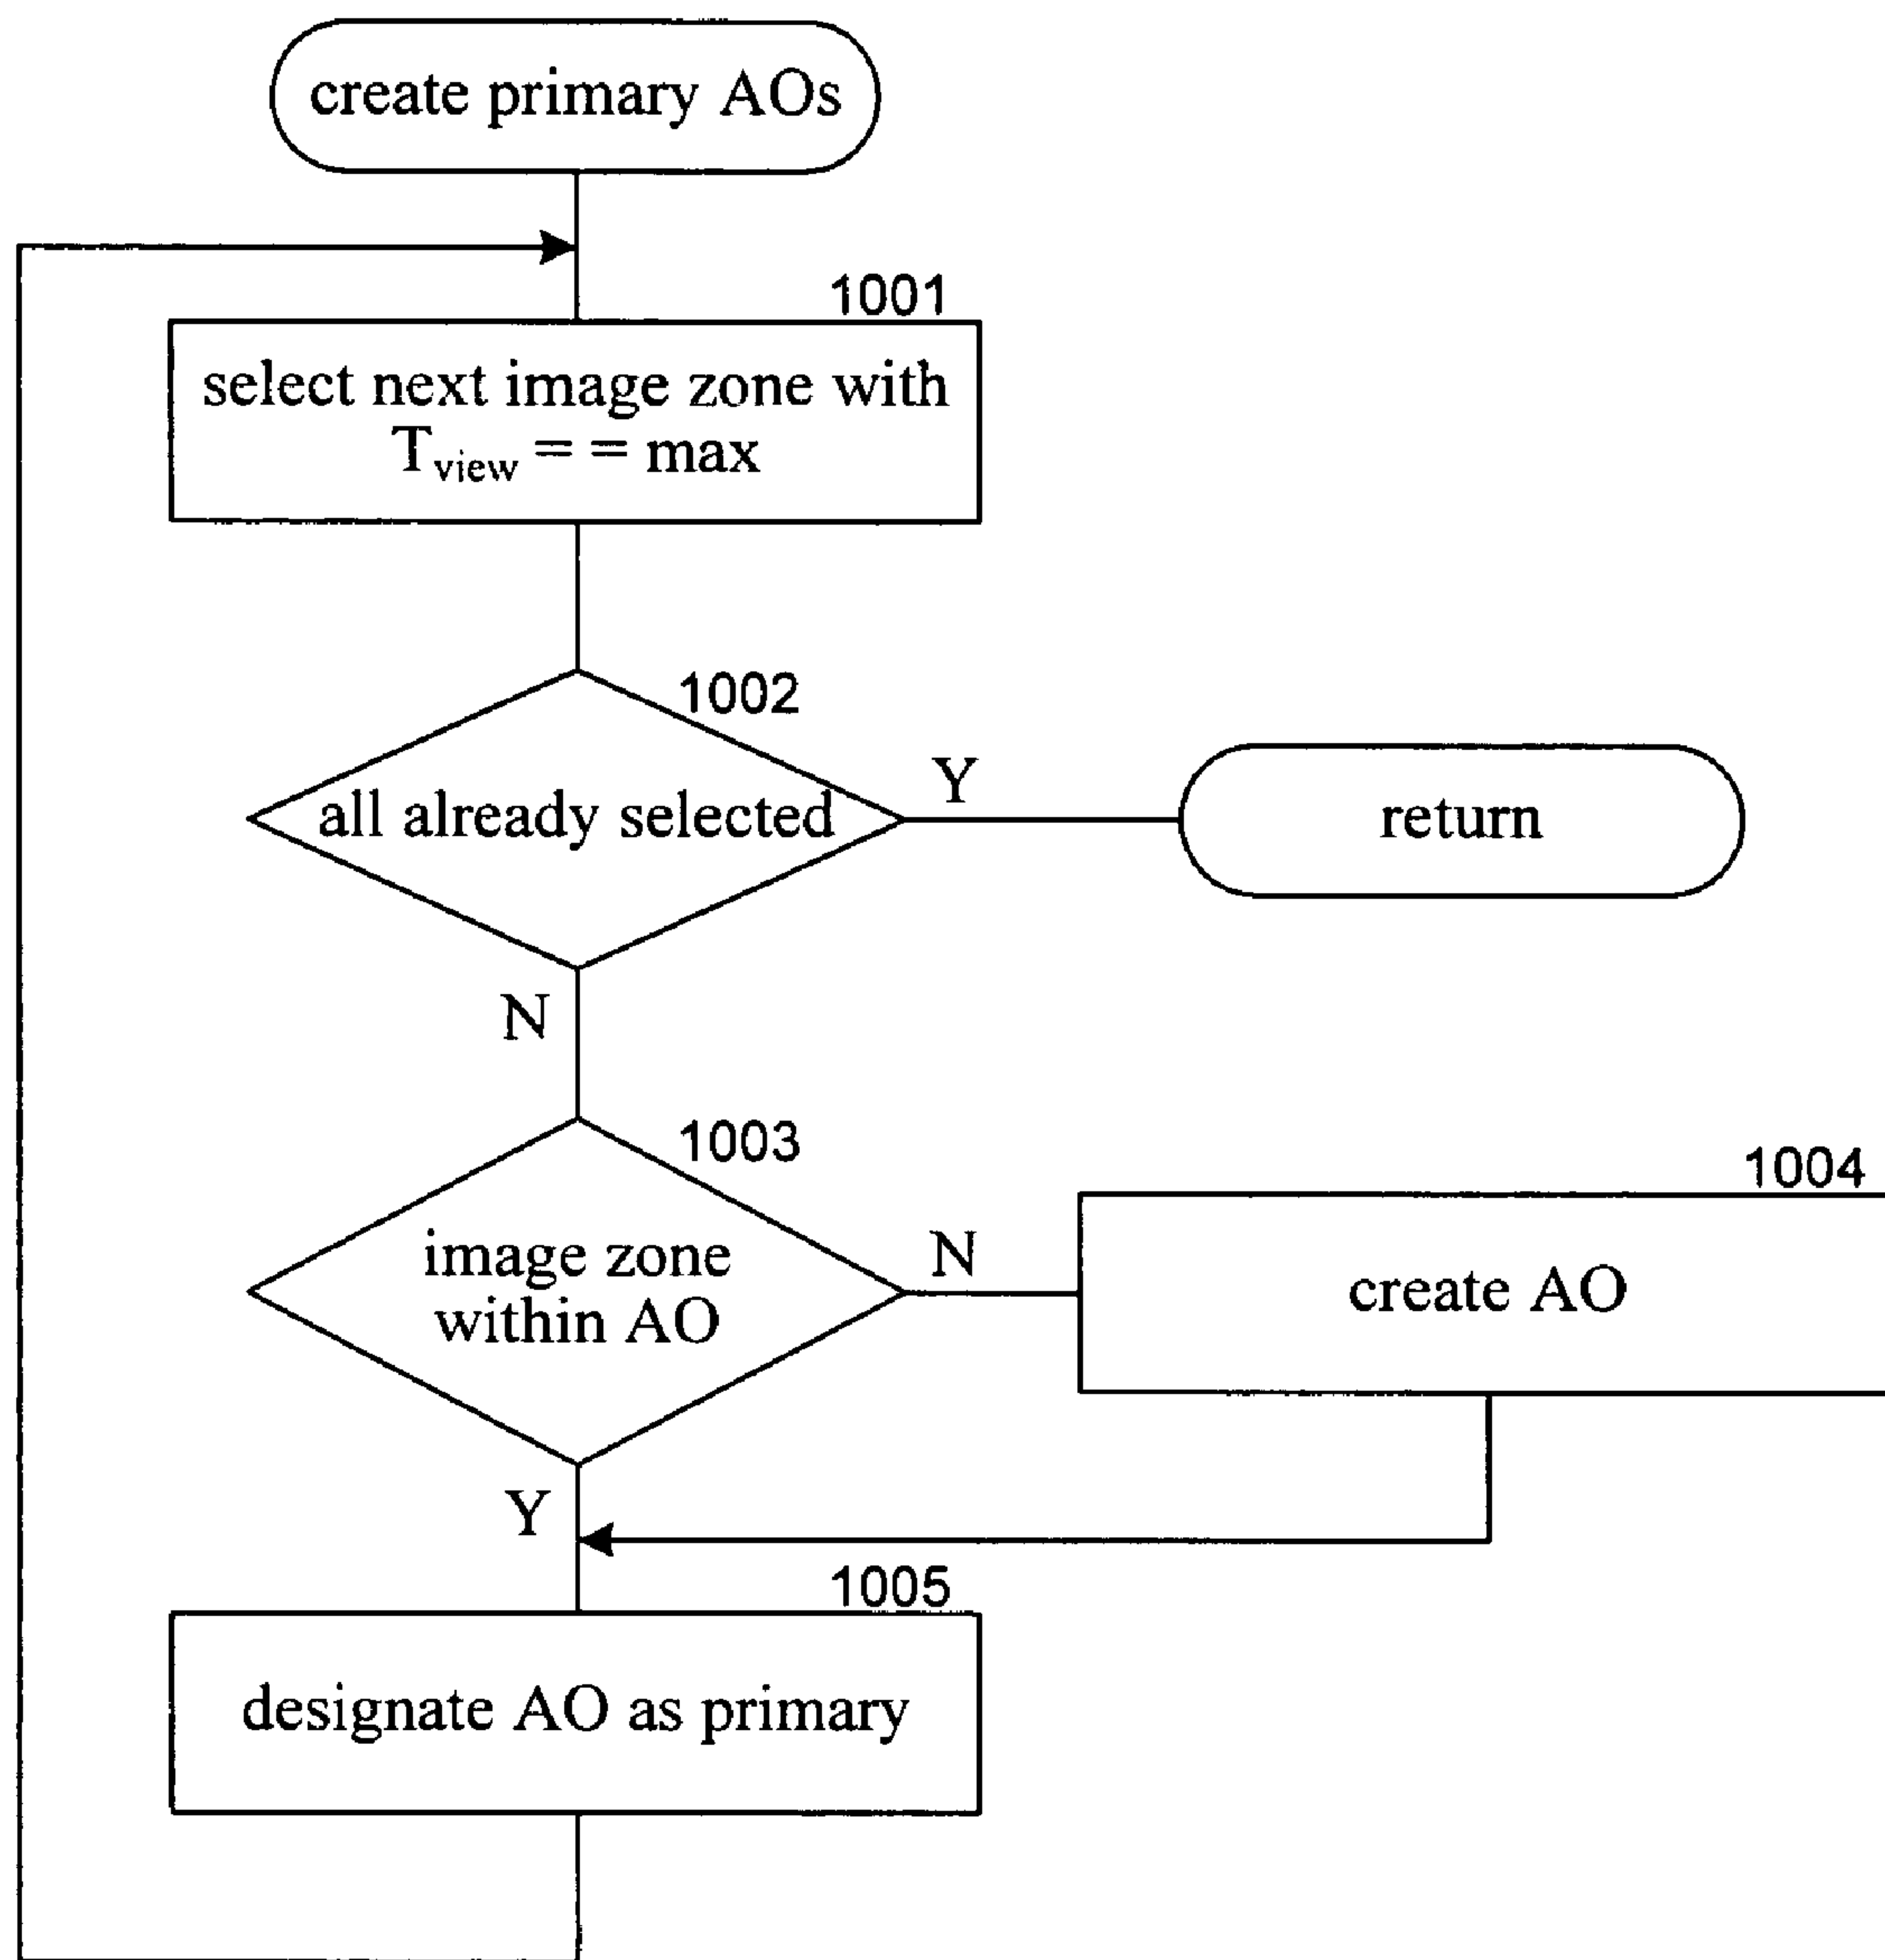 create primary AOs
1001
select next image zone with
Tview = = max
1002
all already selected
Y
return
N
1003
image zone
within AO
N
1004
create AO
Y
1005
designate AO as primary